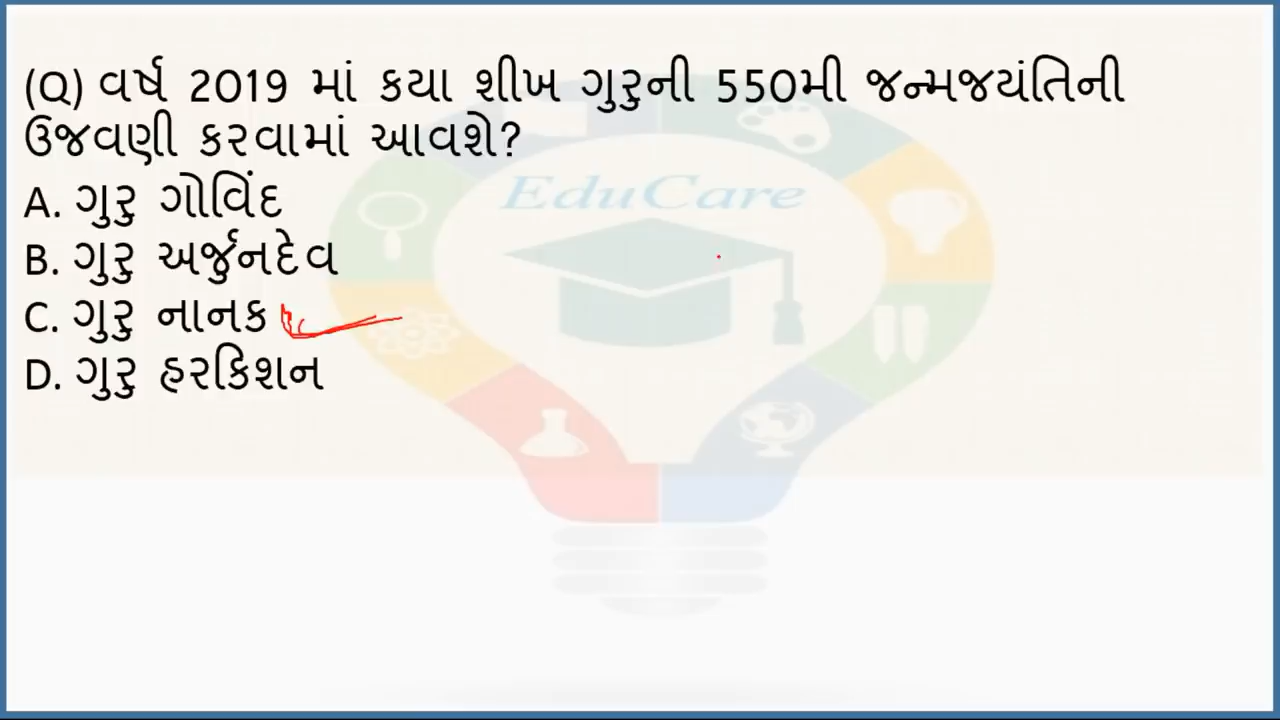 (Q) વર્ષ 2019 માં કયા શીખ ગુરુની 550મી જન્મજયંતિની
ઉજવણી કરવામાં આવશે?
EduCare
A. ગુરુ ગોવિંદ
B. ગુરુ અર્જુનદેવ
C. ગુરુ નાનક
D. ગુરુ હરકિશન